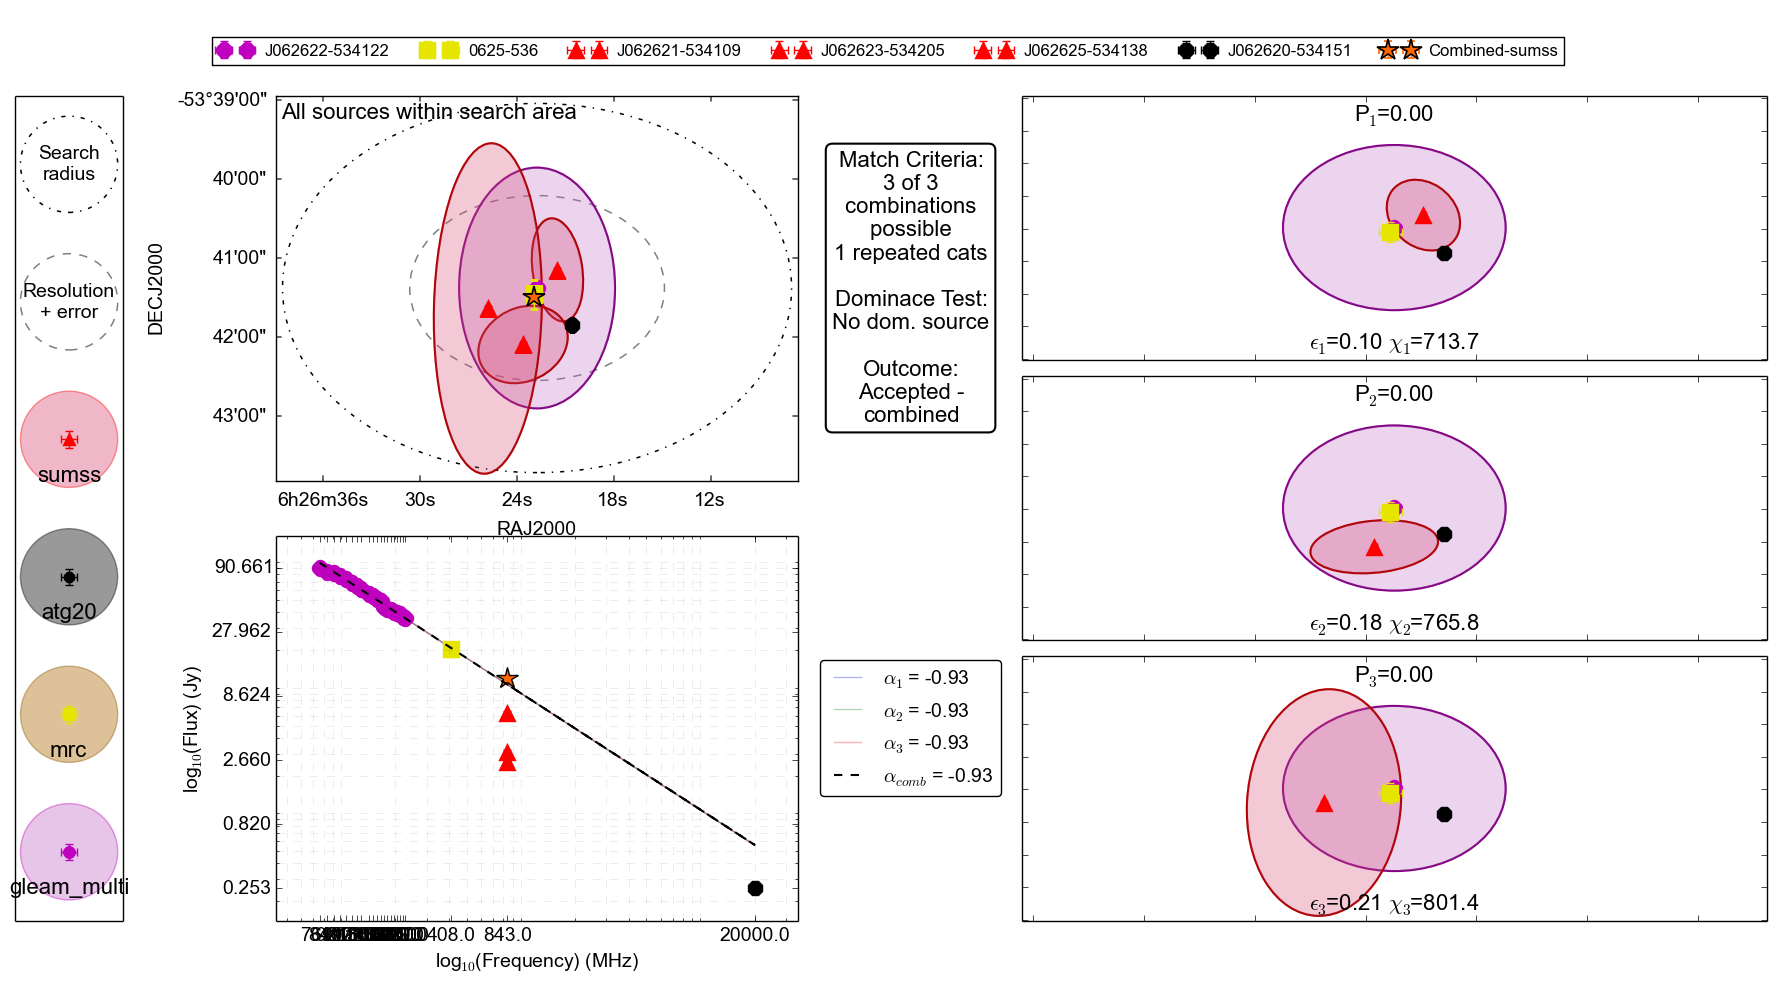 J062622-534122
0625-536
J062621-534109
J062623-534205
J062625-534138
J062620-534151
Combined-sumss
Search
radius
Resolution
+ error
sumss
atg20
mrc
gleam_multi
All sources within search area
-53°39'00"
40'00"
41'00"
42'00"
43'00"
DECJ2000
6h26m36s
30s
24s
18s
12s
RAJ2000
Match Criteria:
3 of 3
combinations
possible
1 repeated cats
Dominace Test:
No dom. source
Outcome:
Accepted -
combined
P1=0.00
ϵ1=0.10 χ1=713.7
P2=0.00
ϵ2=0.18 χ2=765.8
P3=0.00
ϵ3=0.21 χ3=801.4
90.661
27.962
8.624
2.660
0.820
0.253
log10(Flux) (Jy)
408.0
843.0
20000.0
log10(Frequency) (MHz)
α1 = -0.93
α2 = -0.93
α3 = -0.93
αcomb = -0.93